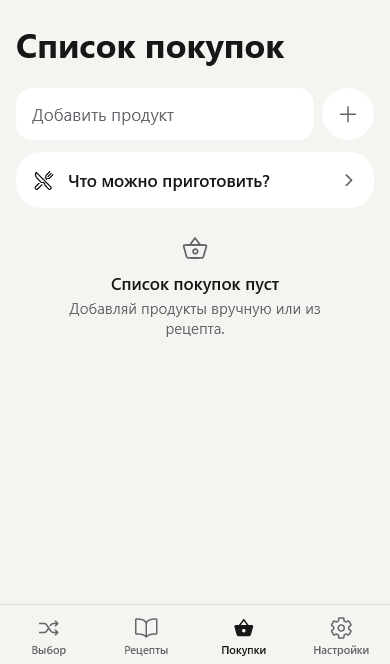 Список покупок
Добавить продукт
Что можно приготовить?
Список покупок пуст
Добавляй продукты вручную или из
рецепта.
Выбор
Рецепты
Покупки
Настройки